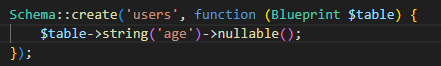 Schema::create('users', function (Blueprint $table) {
    $table->string('age')->nullable();
});